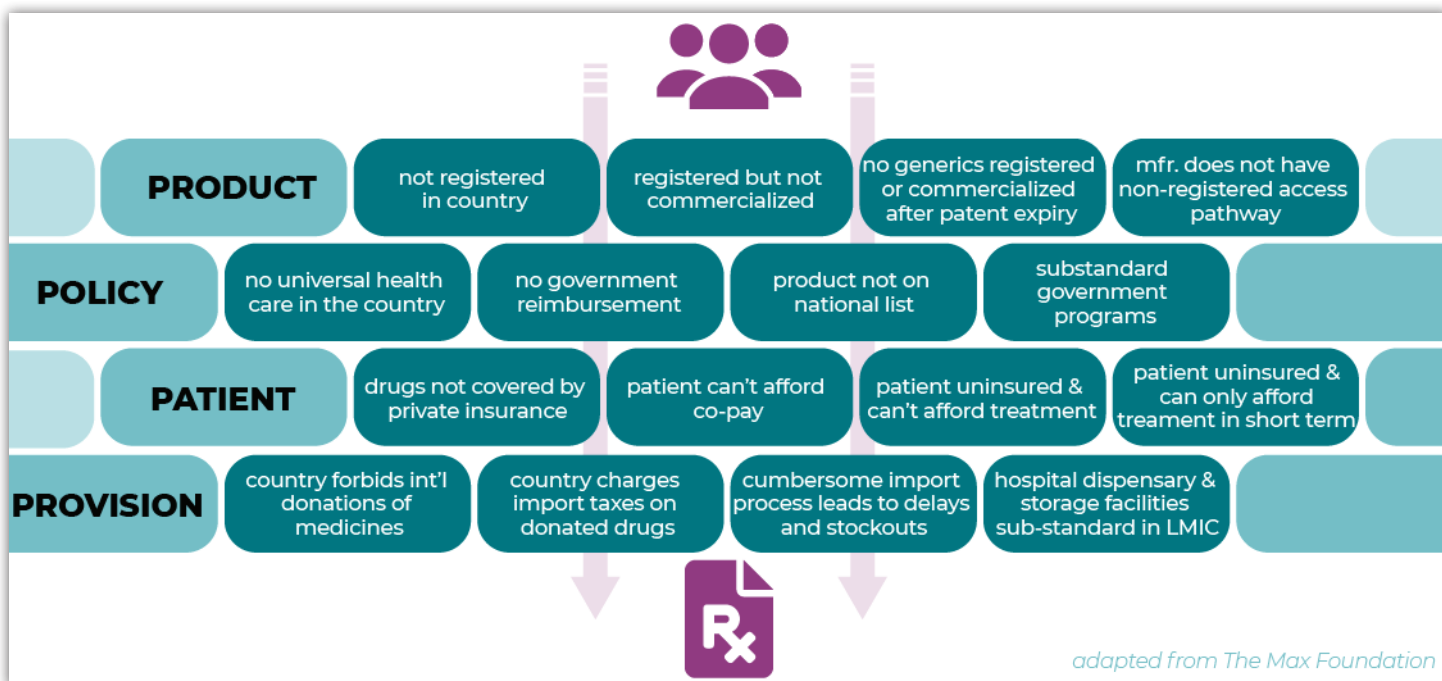 PRODUCT
not registered
in country
registered but not
commercialized
no generics registered
or commercialized
after patent expiry
mfr. does not have
non-registered access
pathway
POLICY
no universal health
care in the country
no government
reimbursement
product not on
national list
substandard
government
programs
PATIENT
drugs not covered by
private insurance
patient can't afford
co-pay
patient uninsured &
can't afford treatment
patient uninsured &
can only afford
treament in short term
PROVISION
country forbids int'l
donations of
medicines
country charges
import taxes on
donated drugs
cumbersome import
process leads to delays
and stockouts
hospital dispensary &
storage facilities
sub-standard in LMIC
Rx
adapted from The Max Foundation